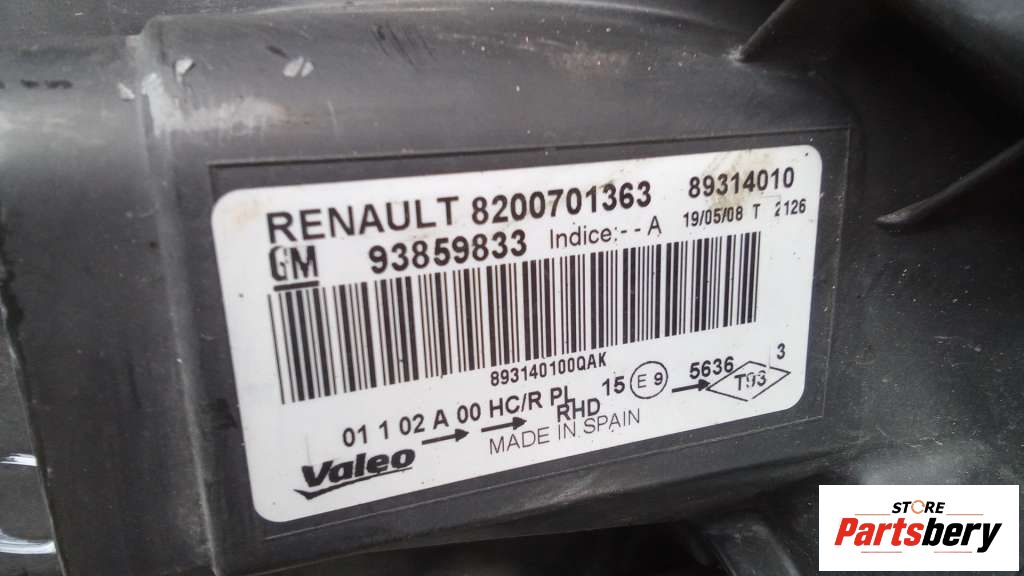 RENAULT 8200701363 89314010
GM 93859833 Indice:- - A 19/05/08 T 2126
893140100QAK
01 1 02 A 00 HC/R PL 15 E 9 5636 3
RHD T93
Valeo MADE IN SPAIN
STORE
Partsbery